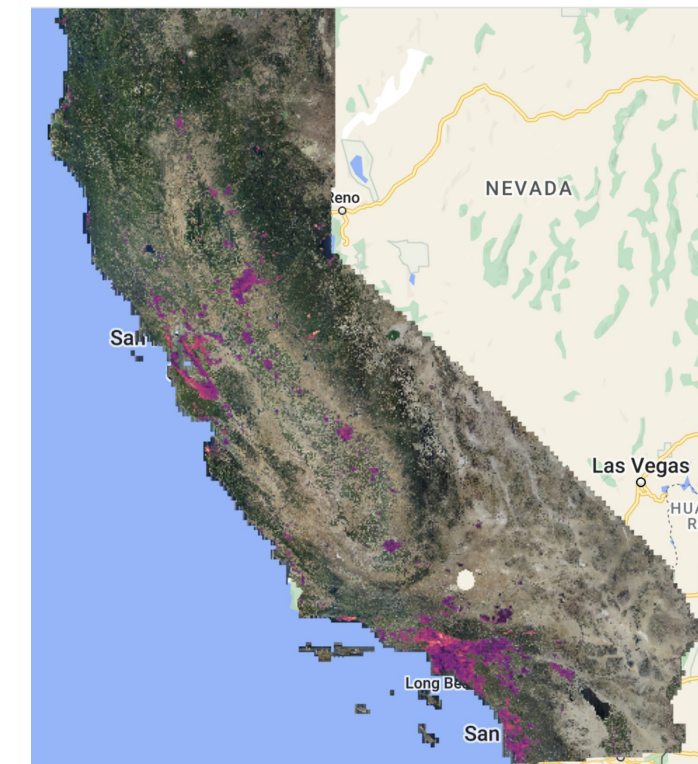 Reno
NEVADA
San
Las Vegas
HUA
R
Long Be
San